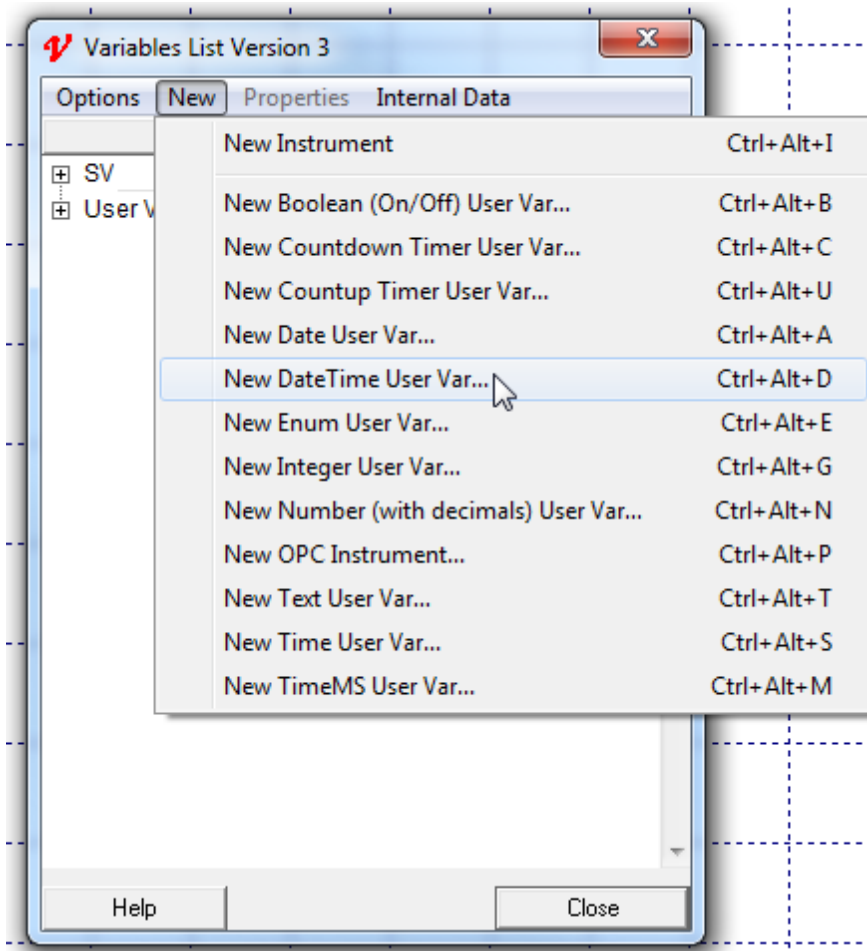 Variables List Version 3
Options New Properties Internal Data
New Instrument Ctrl+Alt+I
SV
New Boolean (On/Off) User Var... Ctrl+Alt+B
User V
New Countdown Timer User Var... Ctrl+Alt+C
New Countup Timer User Var... Ctrl+Alt+U
New Date User Var... Ctrl+Alt+A
New DateTime User Var... Ctrl+Alt+D
New Enum User Var... Ctrl+Alt+E
New Integer User Var... Ctrl+Alt+G
New Number (with decimals) User Var... Ctrl+Alt+N
New OPC Instrument... Ctrl+Alt+P
New Text User Var... Ctrl+Alt+T
New Time User Var... Ctrl+Alt+S
New TimeMS User Var... Ctrl+Alt+M
Help Close